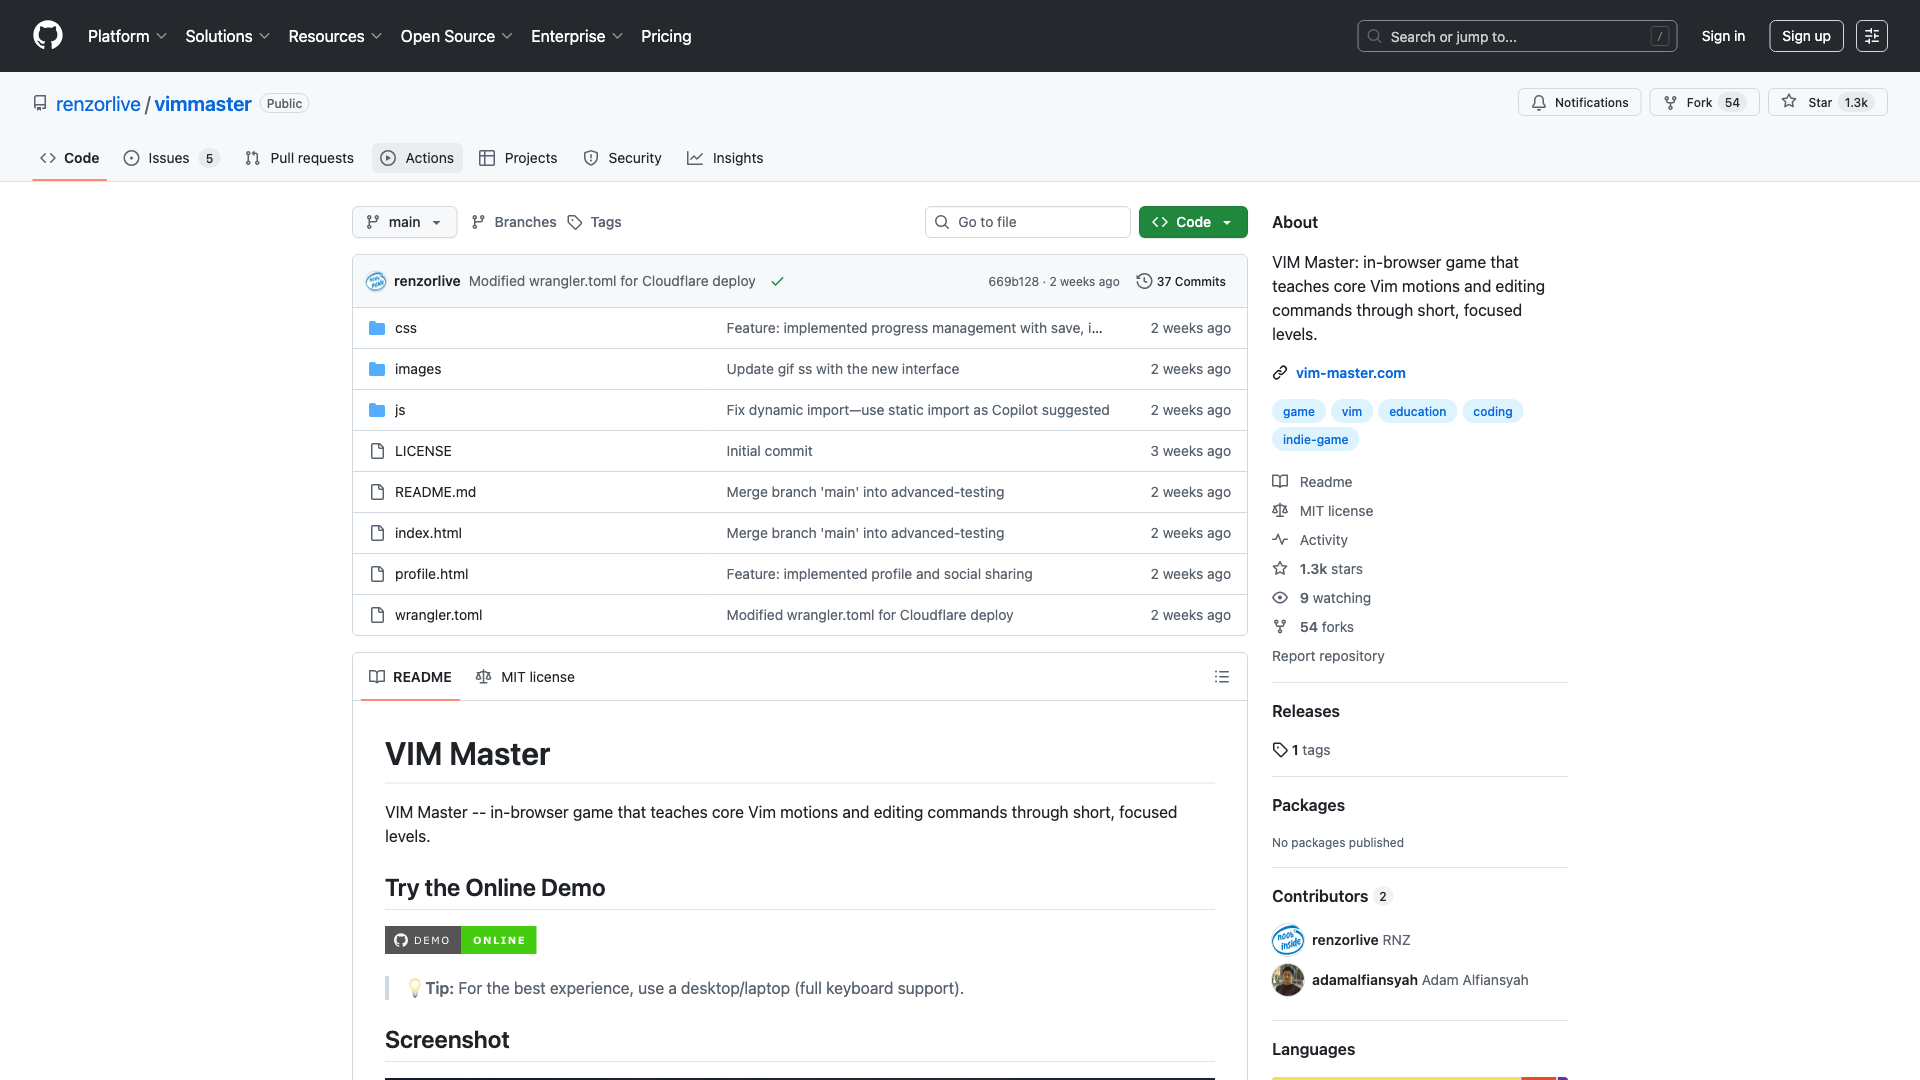 Platform Solutions Resources Open Source Enterprise Pricing Search or jump to... / Sign in Sign up
renzorlive / vimmaster Public Notifications Fork 54 Star 1.3k
Code Issues 5 Pull requests Actions Projects Security Insights
main Branches Tags Go to file Code
renzorlive Modified wrangler.toml for Cloudflare deploy 669b128 · 2 weeks ago 37 Commits
css Feature: implemented progress management with save, i... 2 weeks ago
images Update gif ss with the new interface 2 weeks ago
js Fix dynamic import—use static import as Copilot suggested 2 weeks ago
LICENSE Initial commit 3 weeks ago
README.md Merge branch 'main' into advanced-testing 2 weeks ago
index.html Merge branch 'main' into advanced-testing 2 weeks ago
profile.html Feature: implemented profile and social sharing 2 weeks ago
wrangler.toml Modified wrangler.toml for Cloudflare deploy 2 weeks ago
README MIT license
VIM Master
VIM Master -- in-browser game that teaches core Vim motions and editing commands through short, focused
levels.
Try the Online Demo
DEMO ONLINE
💡 Tip: For the best experience, use a desktop/laptop (full keyboard support).
Screenshot
About
VIM Master: in-browser game that
teaches core Vim motions and editing
commands through short, focused
levels.
vim-master.com
game vim education coding
indie-game
Readme
MIT license
Activity
1.3k stars
9 watching
54 forks
Report repository
Releases
1 tags
Packages
No packages published
Contributors 2
noob inside
renzorlive RNZ
adamalfiansyah Adam Alfiansyah
Languages